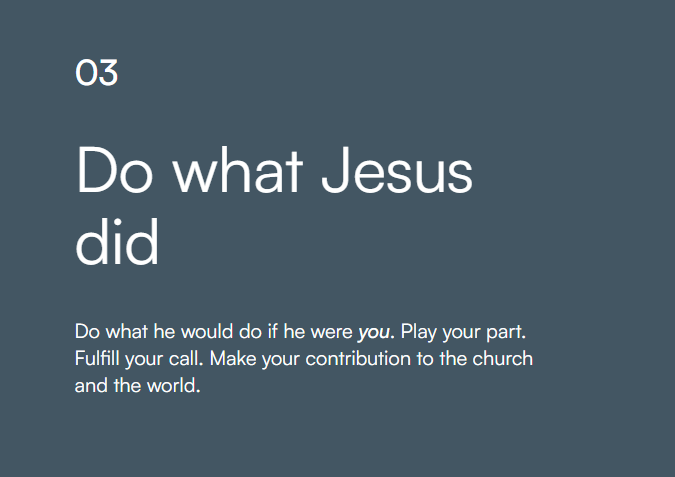 03
Do what Jesus
did
Do what he would do if he were you. Play your part.
Fulfill your call. Make your contribution to the church
and the world.